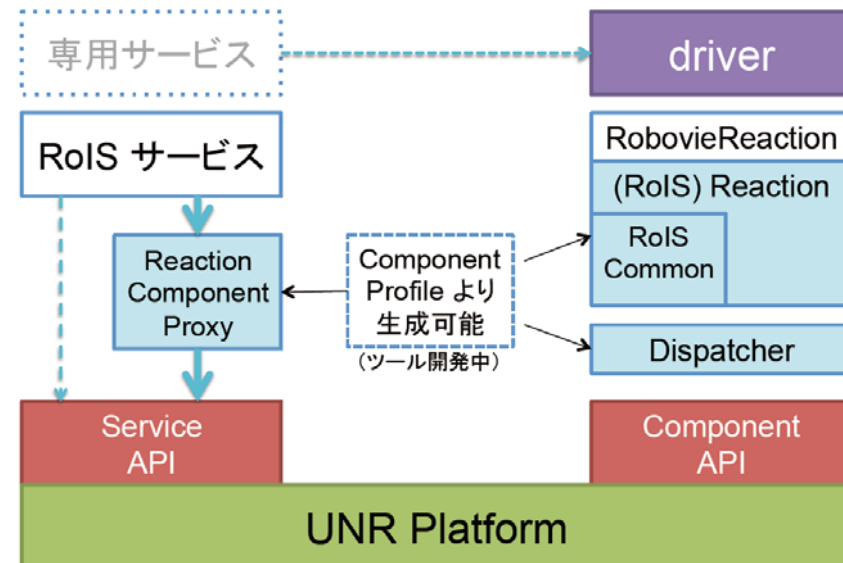 専用サービス
driver
RoIS サービス
RobovieReaction
(RoIS) Reaction
RoIS
Common
Reaction
Component
Proxy
Component
Profile より
生成可能
(ツール開発中)
Dispatcher
Service
API
Component
API
UNR Platform